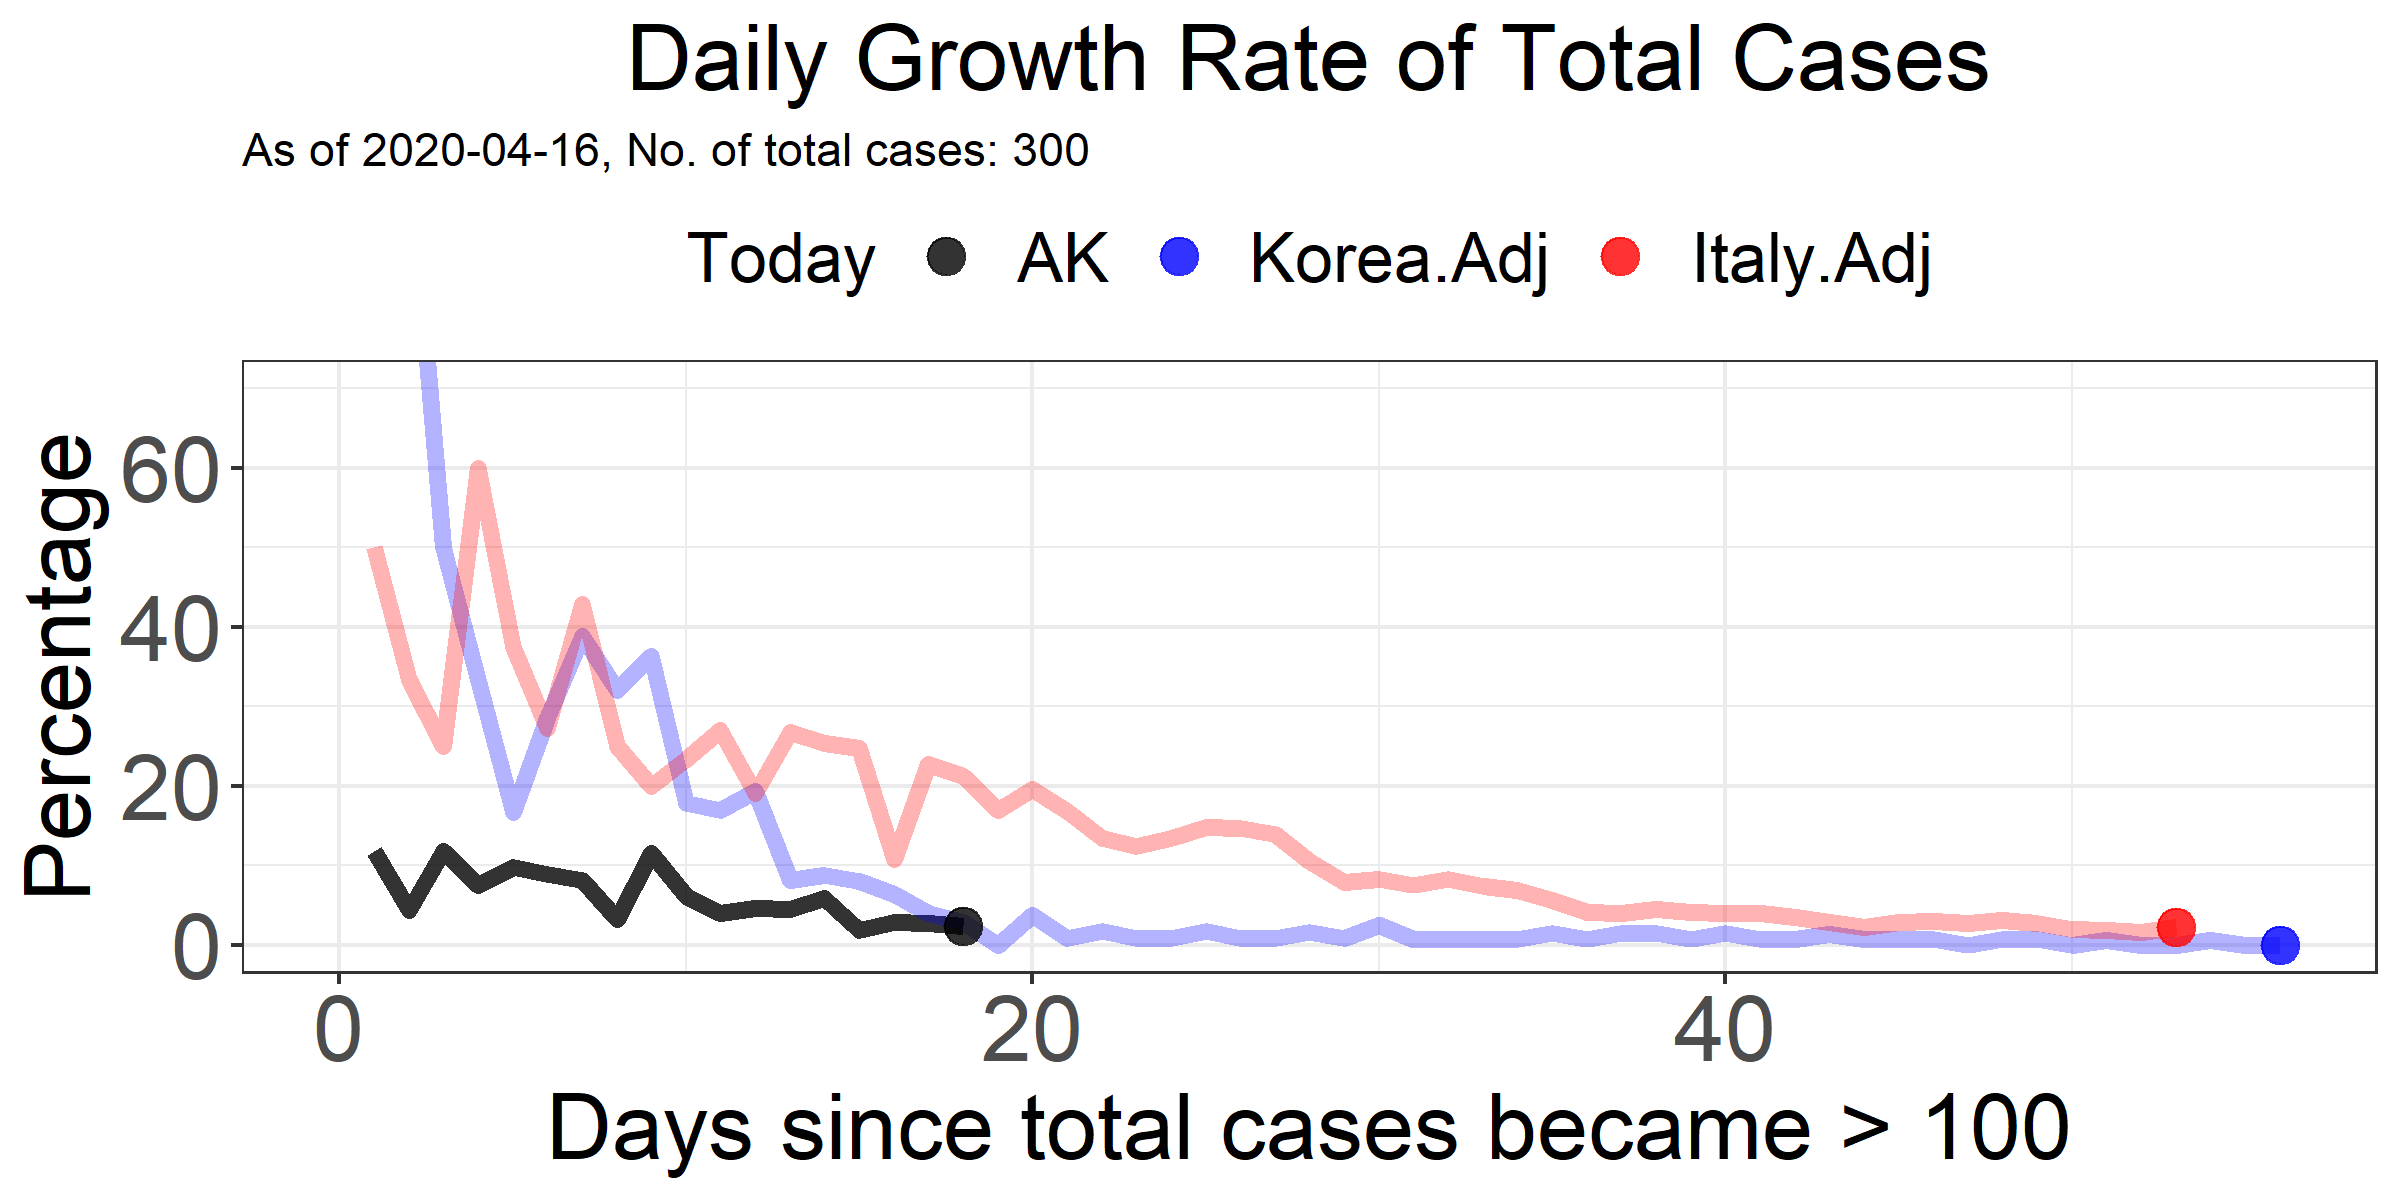 Daily Growth Rate of Total Cases
As of 2020-04-16, No. of total cases: 300
Today AK Korea.Adj Italy.Adj
Percentage
60
40
20
0
0 20 40
Days since total cases became > 100